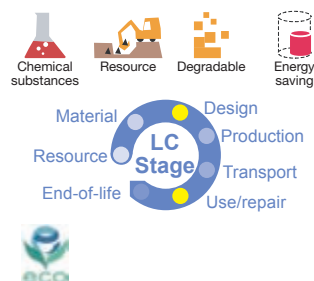 Chemical
substances
Resource
Degradable
Energy
saving
Material
Design
Production
Resource
LC
Stage
Transport
End-of-life
Use/repair
eco